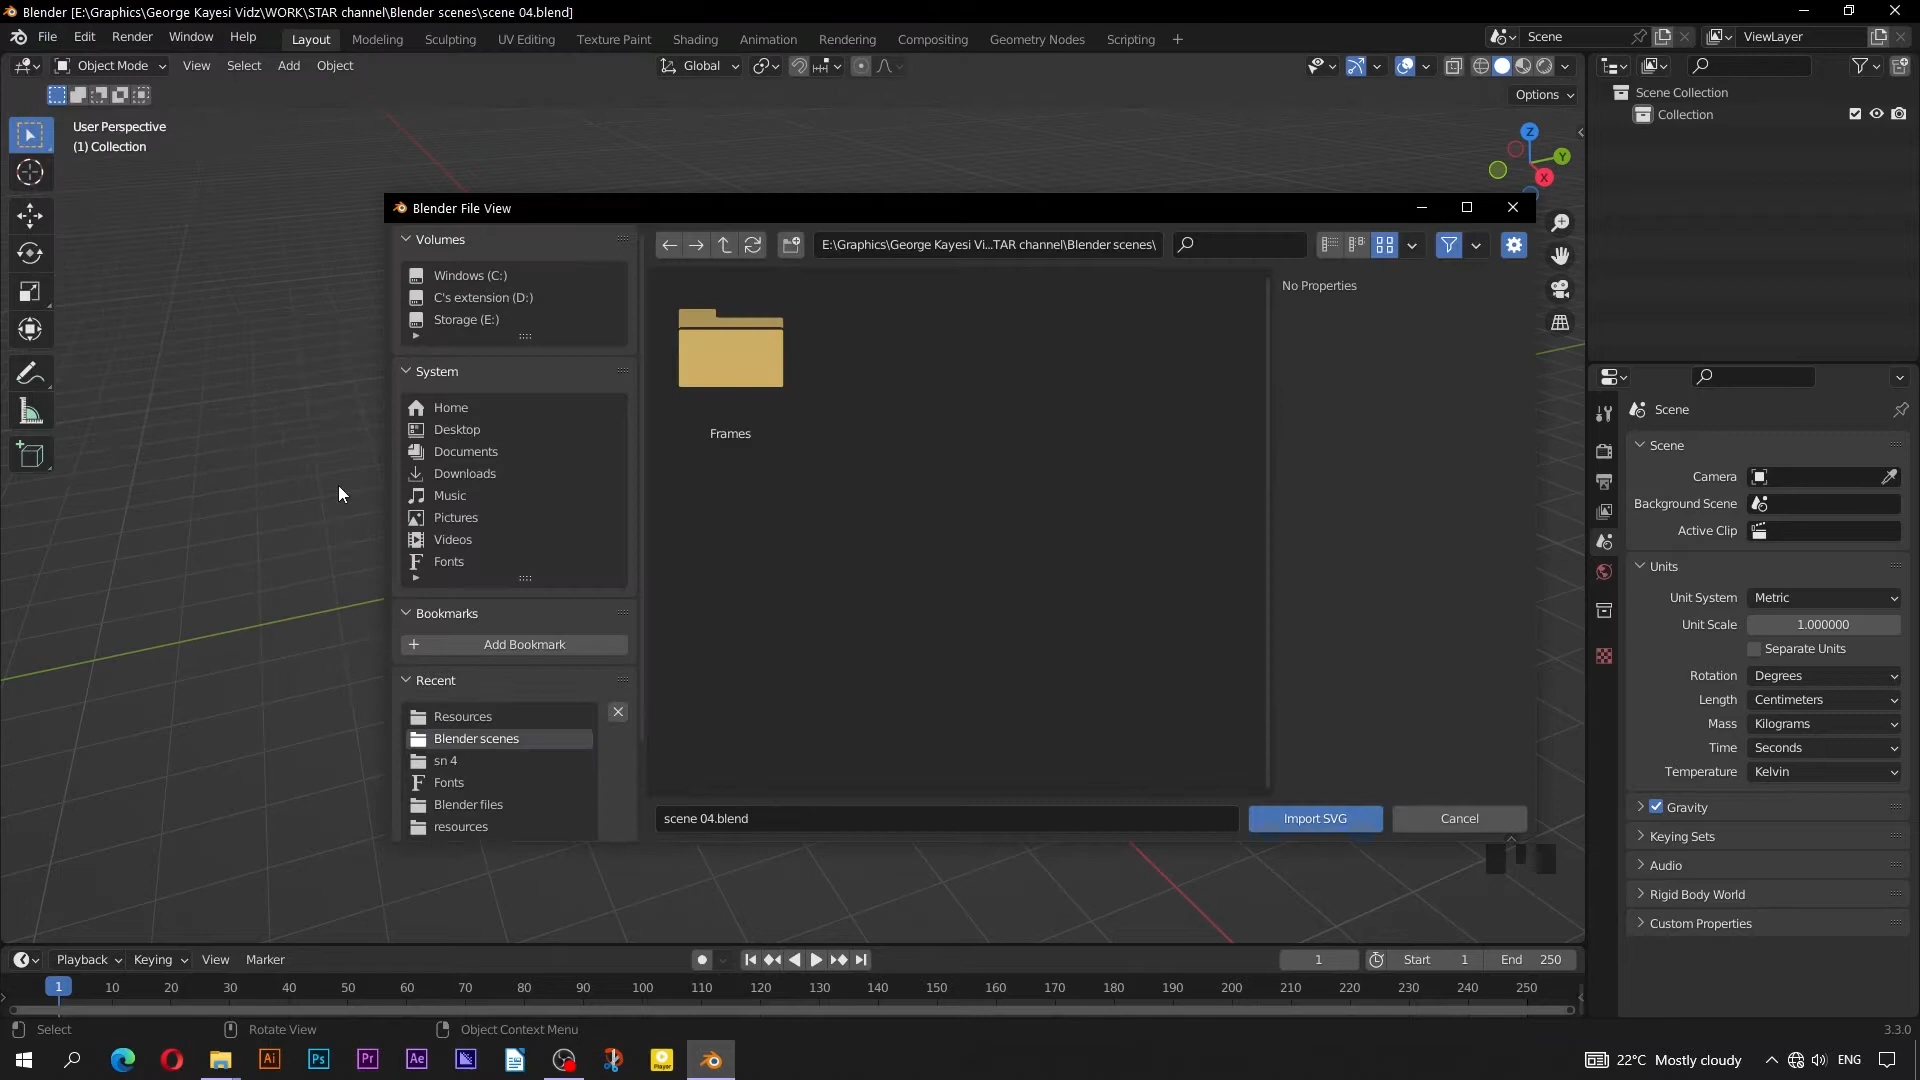 Blender [E:\Graphics\George Kayesi Vidz\WORK\STAR channel\Blender scenes\scene 04.blend]
File Edit Render Window Help Layout Modeling Sculpting UV Editing Texture Paint Shading Animation Rendering Compositing Geometry Nodes Scripting + Scene ViewLayer
Object Mode View Select Add Object Global
Options
User Perspective
(1) Collection
Z
Y
X
Scene Collection
Collection
Blender File View
Volumes
Windows (C:)
C's extension (D:)
Storage (E:)
System
Home
Desktop
Documents
Downloads
Music
Pictures
Videos
Fonts
Bookmarks
Add Bookmark
Recent
Resources
Blender scenes
sn 4
Fonts
Blender files
resources
E:\Graphics\George Kayesi Vi...TAR channel\Blender scenes\
Frames
No Properties
scene 04.blend Import SVG Cancel
Scene
Scene
Camera
Background Scene
Active Clip
Units
Unit System Metric
Unit Scale 1.000000
Separate Units
Rotation Degrees
Length Centimeters
Mass Kilograms
Time Seconds
Temperature Kelvin
Gravity
Keying Sets
Audio
Rigid Body World
Custom Properties
Playback Keying View Marker 1 Start 1 End 250
1 10 20 30 40 50 60 70 80 90 100 110 120 130 140 150 160 170 180 190 200 210 220 230 240 250
Select Rotate View Object Context Menu 3.3.0
Ai Ps Pr Ae Player 22°C Mostly cloudy ENG